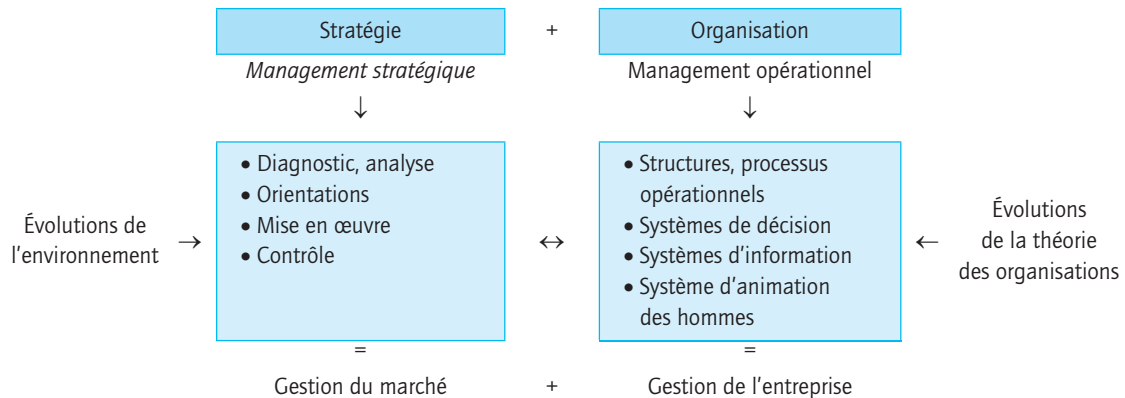 Stratégie + Organisation
Management stratégique Management opérationnel
↓ ↓
• Diagnostic, analyse
• Orientations
• Mise en œuvre
• Contrôle
• Structures, processus
opérationnels
• Systèmes de décision
• Systèmes d'information
• Système d'animation
des hommes
Évolutions de
l'environnement
→
↔
←
Évolutions
de la théorie
des organisations
= =
Gestion du marché + Gestion de l'entreprise